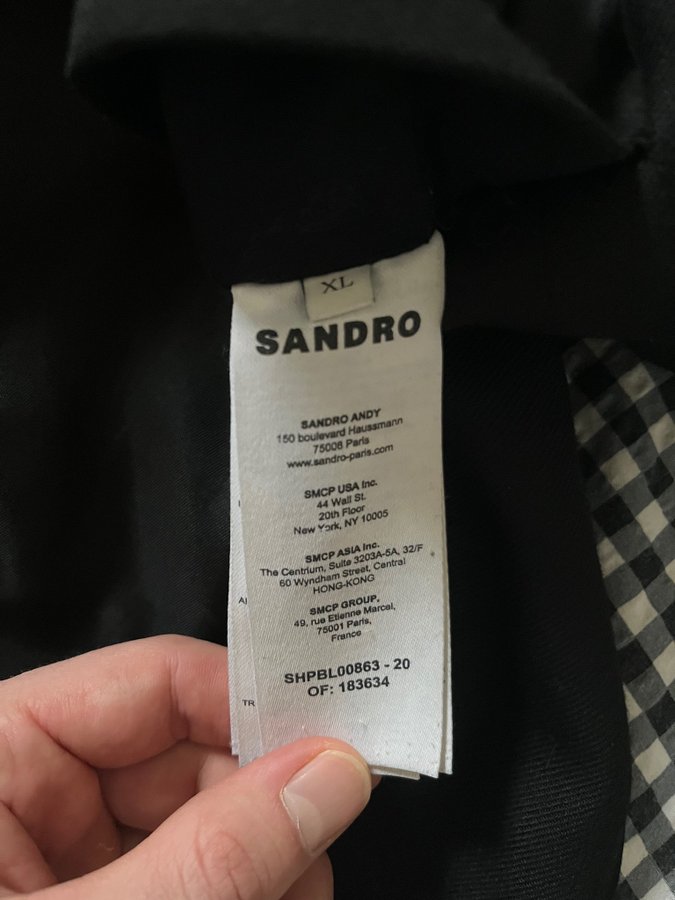 XL
SANDRO
SANDRO ANDY
150 boulevard Haussmann
75008 Paris
www.sandro-paris.com
SMCP USA Inc.
44 Wall St.
20th Floor
New York, NY 10005
SMCP ASIA Inc.
The Centrium, Suite 3203A-5A, 32/F
60 Wyndham Street, Central
HONG-KONG
SMCP GROUP.
49, rue Etienne Marcel,
75001 Paris,
France
SHPBL00863 - 20
OF: 183634
TR